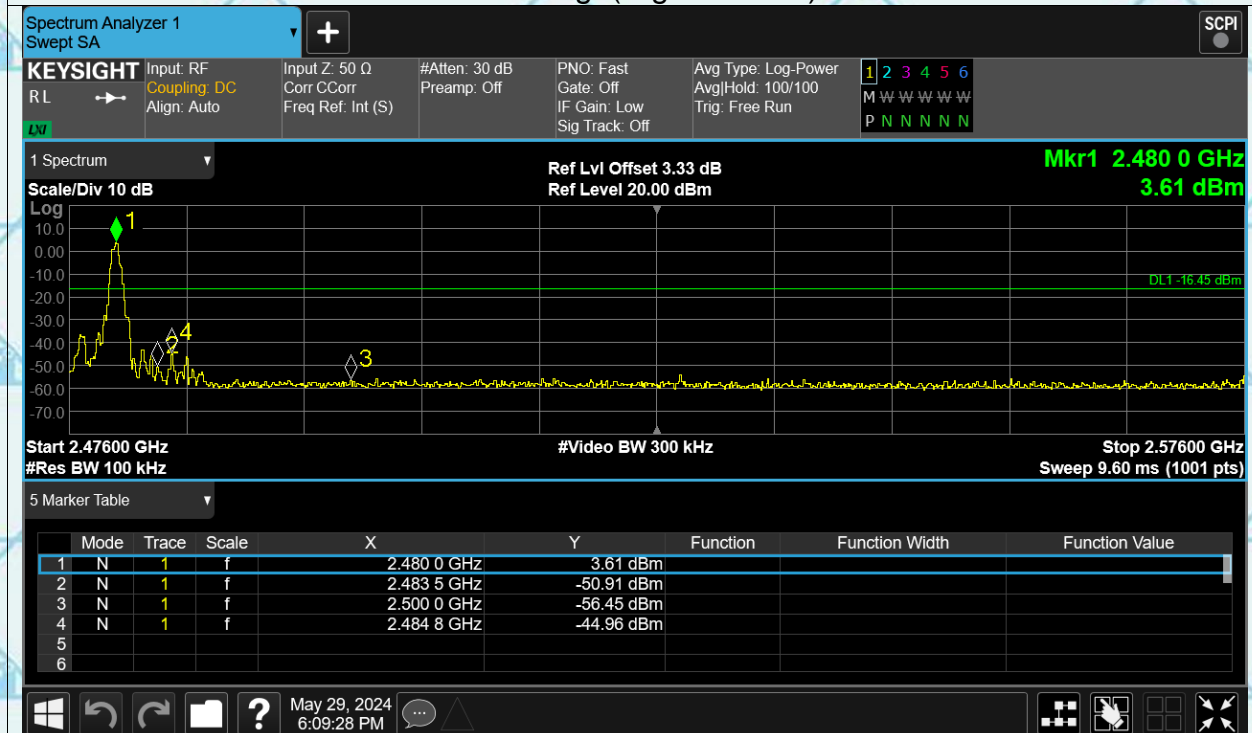 Spectrum Analyzer 1
Swept SA
+
SCPI
KEYSIGHT
RL
LXI
Input: RF
Coupling: DC
Align: Auto
Input Z: 50 Ω
Corr CCorr
Freq Ref: Int (S)
#Atten: 30 dB
Preamp: Off
PNO: Fast
Gate: Off
IF Gain: Low
Sig Track: Off
Avg Type: Log-Power
Avg|Hold: 100/100
Trig: Free Run
1 2 3 4 5 6
M W W W W W
P N N N N N
1 Spectrum
Scale/Div 10 dB
Ref Lvl Offset 3.33 dB
Ref Level 20.00 dBm
Mkr1 2.480 0 GHz
3.61 dBm
Log
10.0
0.00
-10.0
-20.0
-30.0
-40.0
-50.0
-60.0
-70.0
1
2
4
3
DL1 -16.45 dBm
Start 2.47600 GHz
#Video BW 300 kHz
Stop 2.57600 GHz
#Res BW 100 kHz
Sweep 9.60 ms (1001 pts)
5 Marker Table
Mode Trace Scale X Y Function Function Width Function Value
1 N 1 f 2.480 0 GHz 3.61 dBm
2 N 1 f 2.483 5 GHz -50.91 dBm
3 N 1 f 2.500 0 GHz -56.45 dBm
4 N 1 f 2.484 8 GHz -44.96 dBm
5
6
?
May 29, 2024
6:09:28 PM